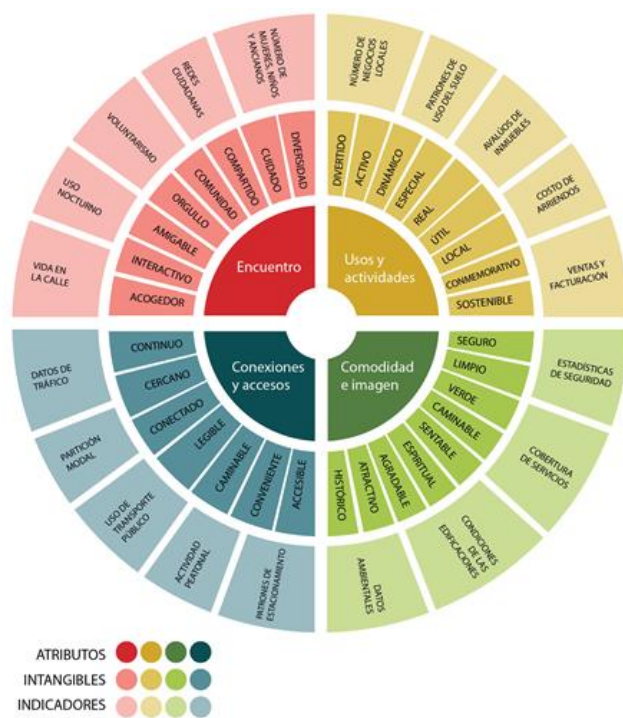 NÚMERO DE
MUJERES, NIÑOS
Y ANCIANOS
REDES
CIUDADANAS
VOLUNTARISMO
USO
NOCTURNO
VIDA EN
LA CALLE
NÚMERO DE
NEGOCIOS
LOCALES
PATRONES DE
USO DEL SUELO
AVALÚOS DE
INMUEBLES
COSTO DE
ARRIENDOS
VENTAS Y
FACTURACIÓN
DIVERSIDAD
CUIDADO
COMPARTIDO
COMUNIDAD
ORGULLO
AMIGABLE
INTERACTIVO
ACOGEDOR
DIVERTIDO
ACTIVO
DINÁMICO
ESPECIAL
REAL
ÚTIL
LOCAL
CONMEMORATIVO
SOSTENIBLE
Encuentro
Usos y
actividades
Conexiones
y accesos
Comodidad
e imagen
CONTINUO
CERCANO
CONECTADO
LEGIBLE
CAMINABLE
CONVENIENTE
ACCESIBLE
SEGURO
LIMPIO
VERDE
CAMINABLE
SENTABLE
ESPIRITUAL
AGRADABLE
ATRACTIVO
HISTÓRICO
DATOS DE
TRÁFICO
PARTICIÓN
MODAL
USO DE
TRANSPORTE
PÚBLICO
ACTIVIDAD
PEATONAL
PATRONES DE
ESTACIONAMIENTO
ESTADÍSTICAS
DE SEGURIDAD
COBERTURA
DE SERVICIOS
CONDICIONES
DE LAS
EDIFICACIONES
DATOS
AMBIENTALES
ATRIBUTOS
INTANGIBLES
INDICADORES